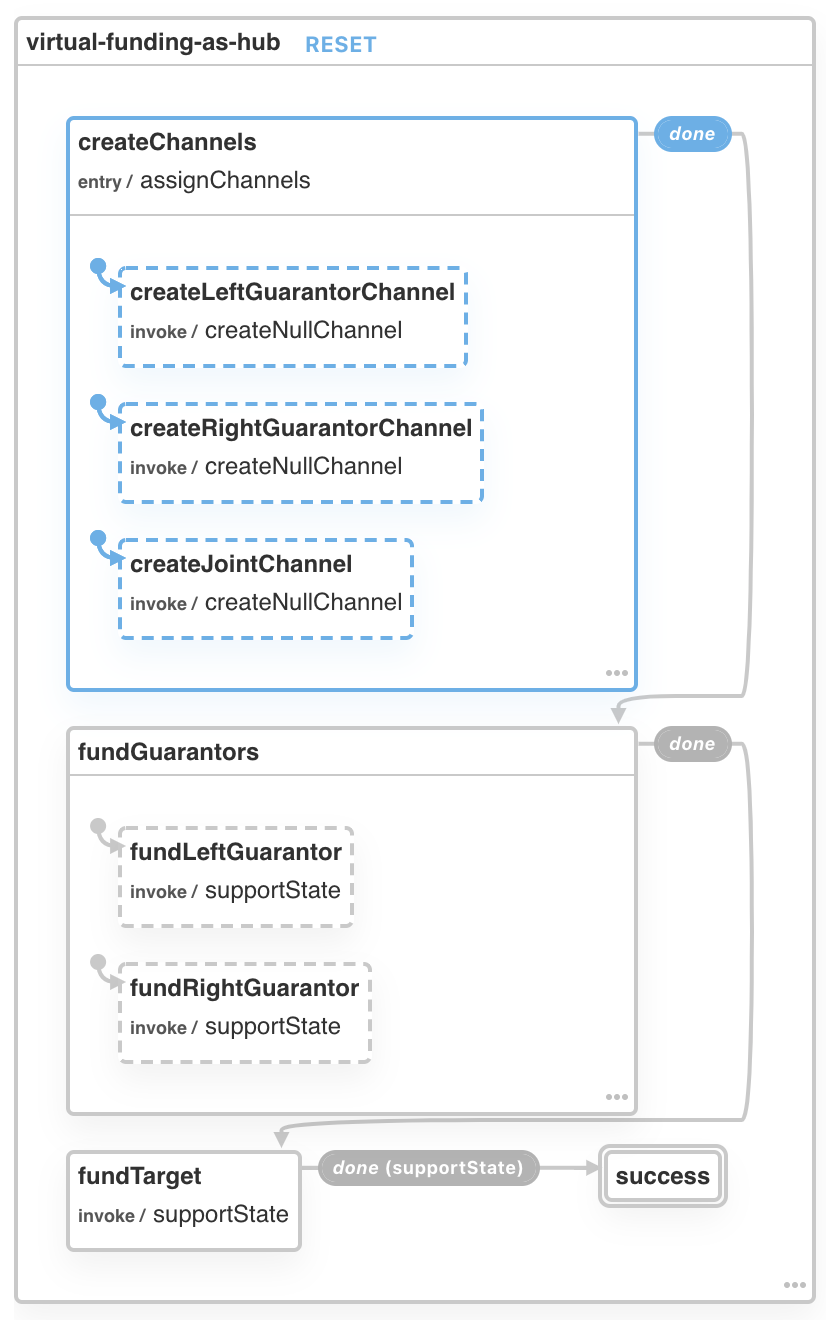 virtual-funding-as-hub RESET
createChannels
done
entry / assignChannels
createLeftGuarantorChannel
invoke / createNullChannel
createRightGuarantorChannel
invoke / createNullChannel
createJointChannel
invoke / createNullChannel
fundGuarantors
done
fundLeftGuarantor
invoke / supportState
fundRightGuarantor
invoke / supportState
fundTarget
done (supportState)
success
invoke / supportState